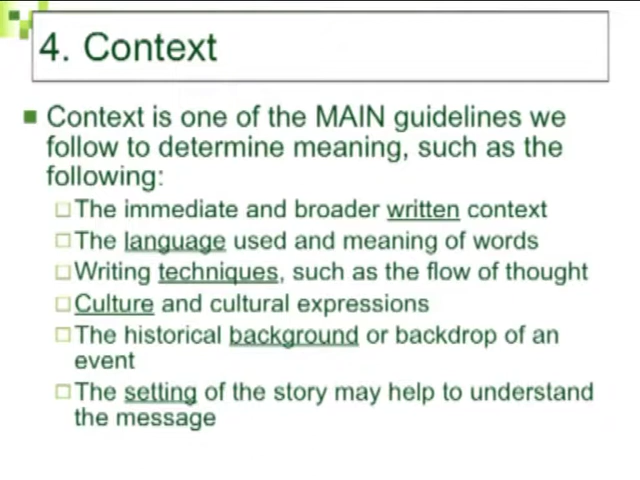 4. Context
Context is one of the MAIN guidelines we
follow to determine meaning, such as the
following:
The immediate and broader written context
The language used and meaning of words
Writing techniques, such as the flow of thought
Culture and cultural expressions
The historical background or backdrop of an
event
The setting of the story may help to understand
the message